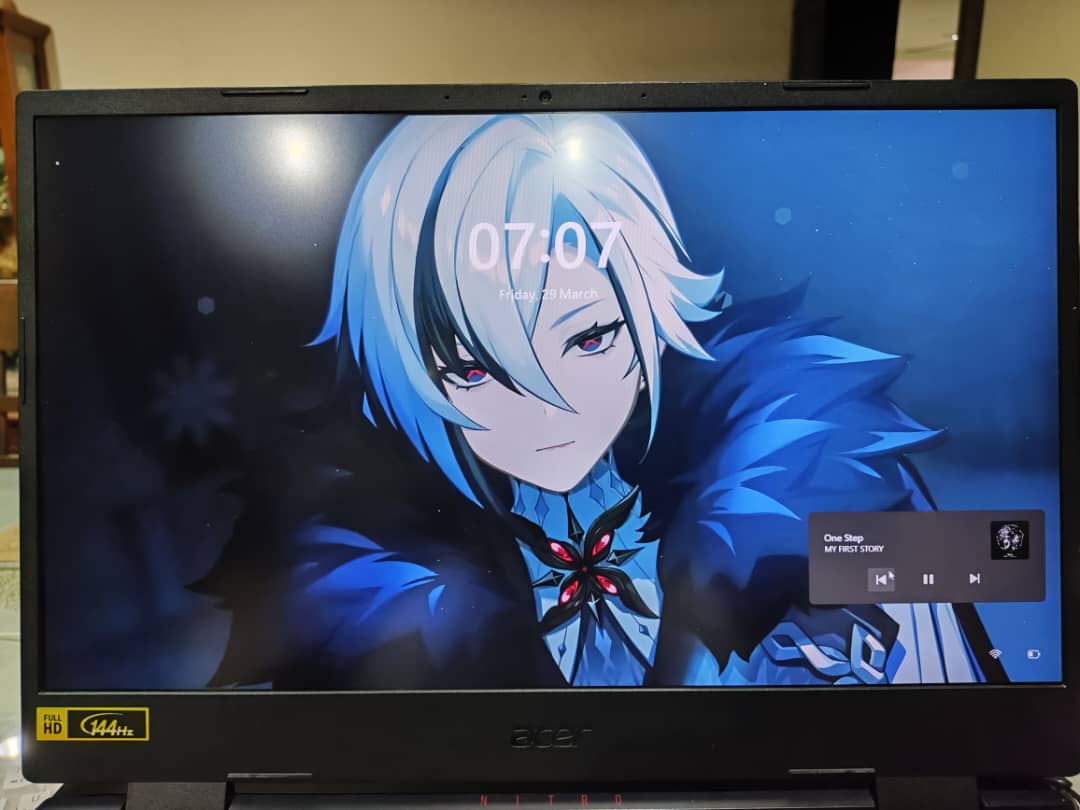 07:07
Friday, 29 March
One Step
MY FIRST STORY
FULL HD
144Hz
acer
NITRO